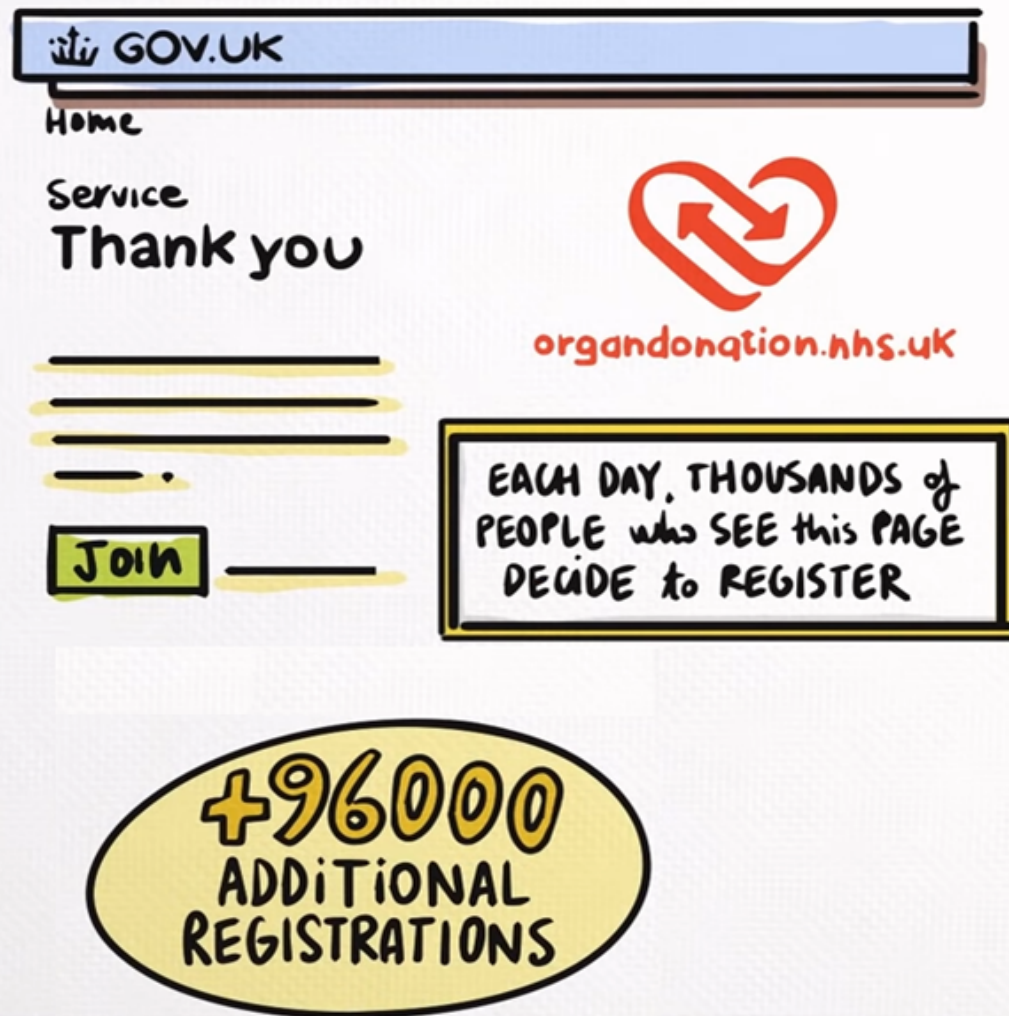 GOV.UK
Home
Service
Thank you
organdonation.nhs.uk
Join
EACH DAY, THOUSANDS of
PEOPLE who SEE this PAGE
DECIDE to REGISTER
+96000
ADDITIONAL
REGISTRATIONS